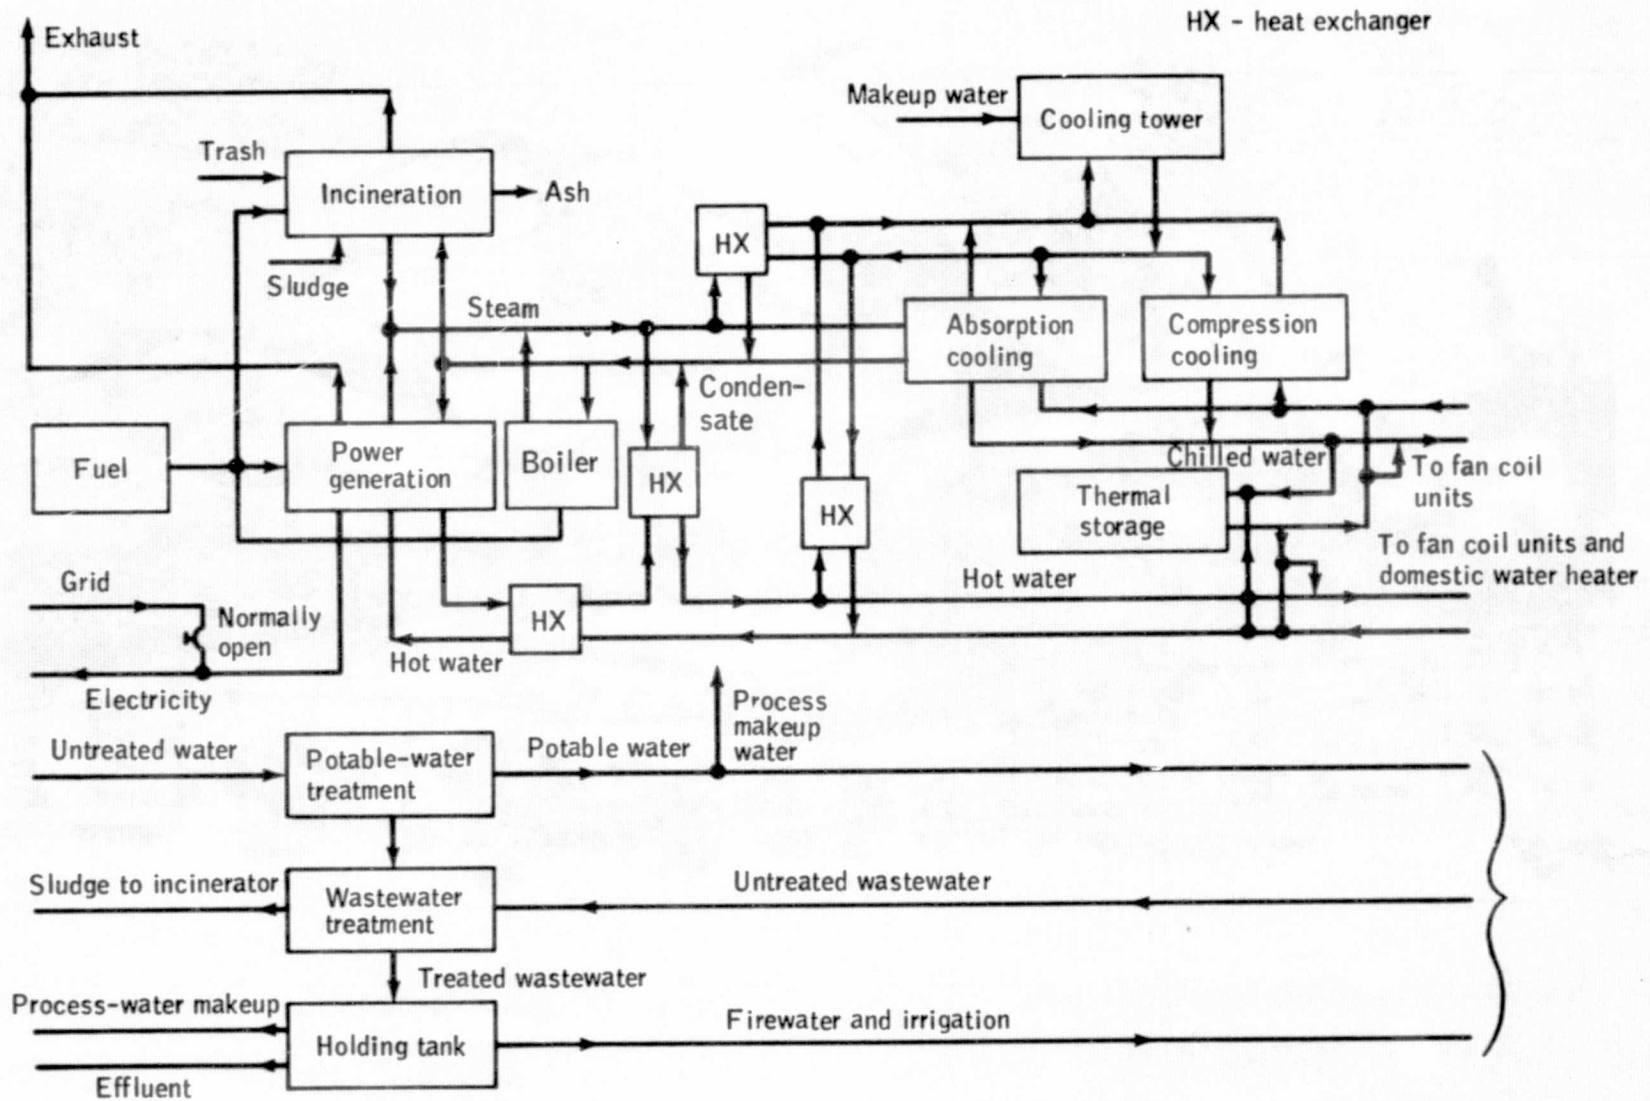 HX - heat exchanger
Exhaust
Makeup water
Cooling tower
Trash
Incineration
Ash
HX
Sludge
Steam
Absorption
cooling
Compression
cooling
Conden-
sate
Fuel
Power
generation
Boiler
HX
Chilled water
To fan coil
units
HX
Thermal
storage
To fan coil units and
domestic water heater
Grid
Hot water
Normally
open
HX
Hot water
Electricity
Process
makeup
water
Untreated water
Potable-water
treatment
Potable water
Sludge to incinerator
Wastewater
treatment
Untreated wastewater
Treated wastewater
Process-water makeup
Holding tank
Firewater and irrigation
Effluent